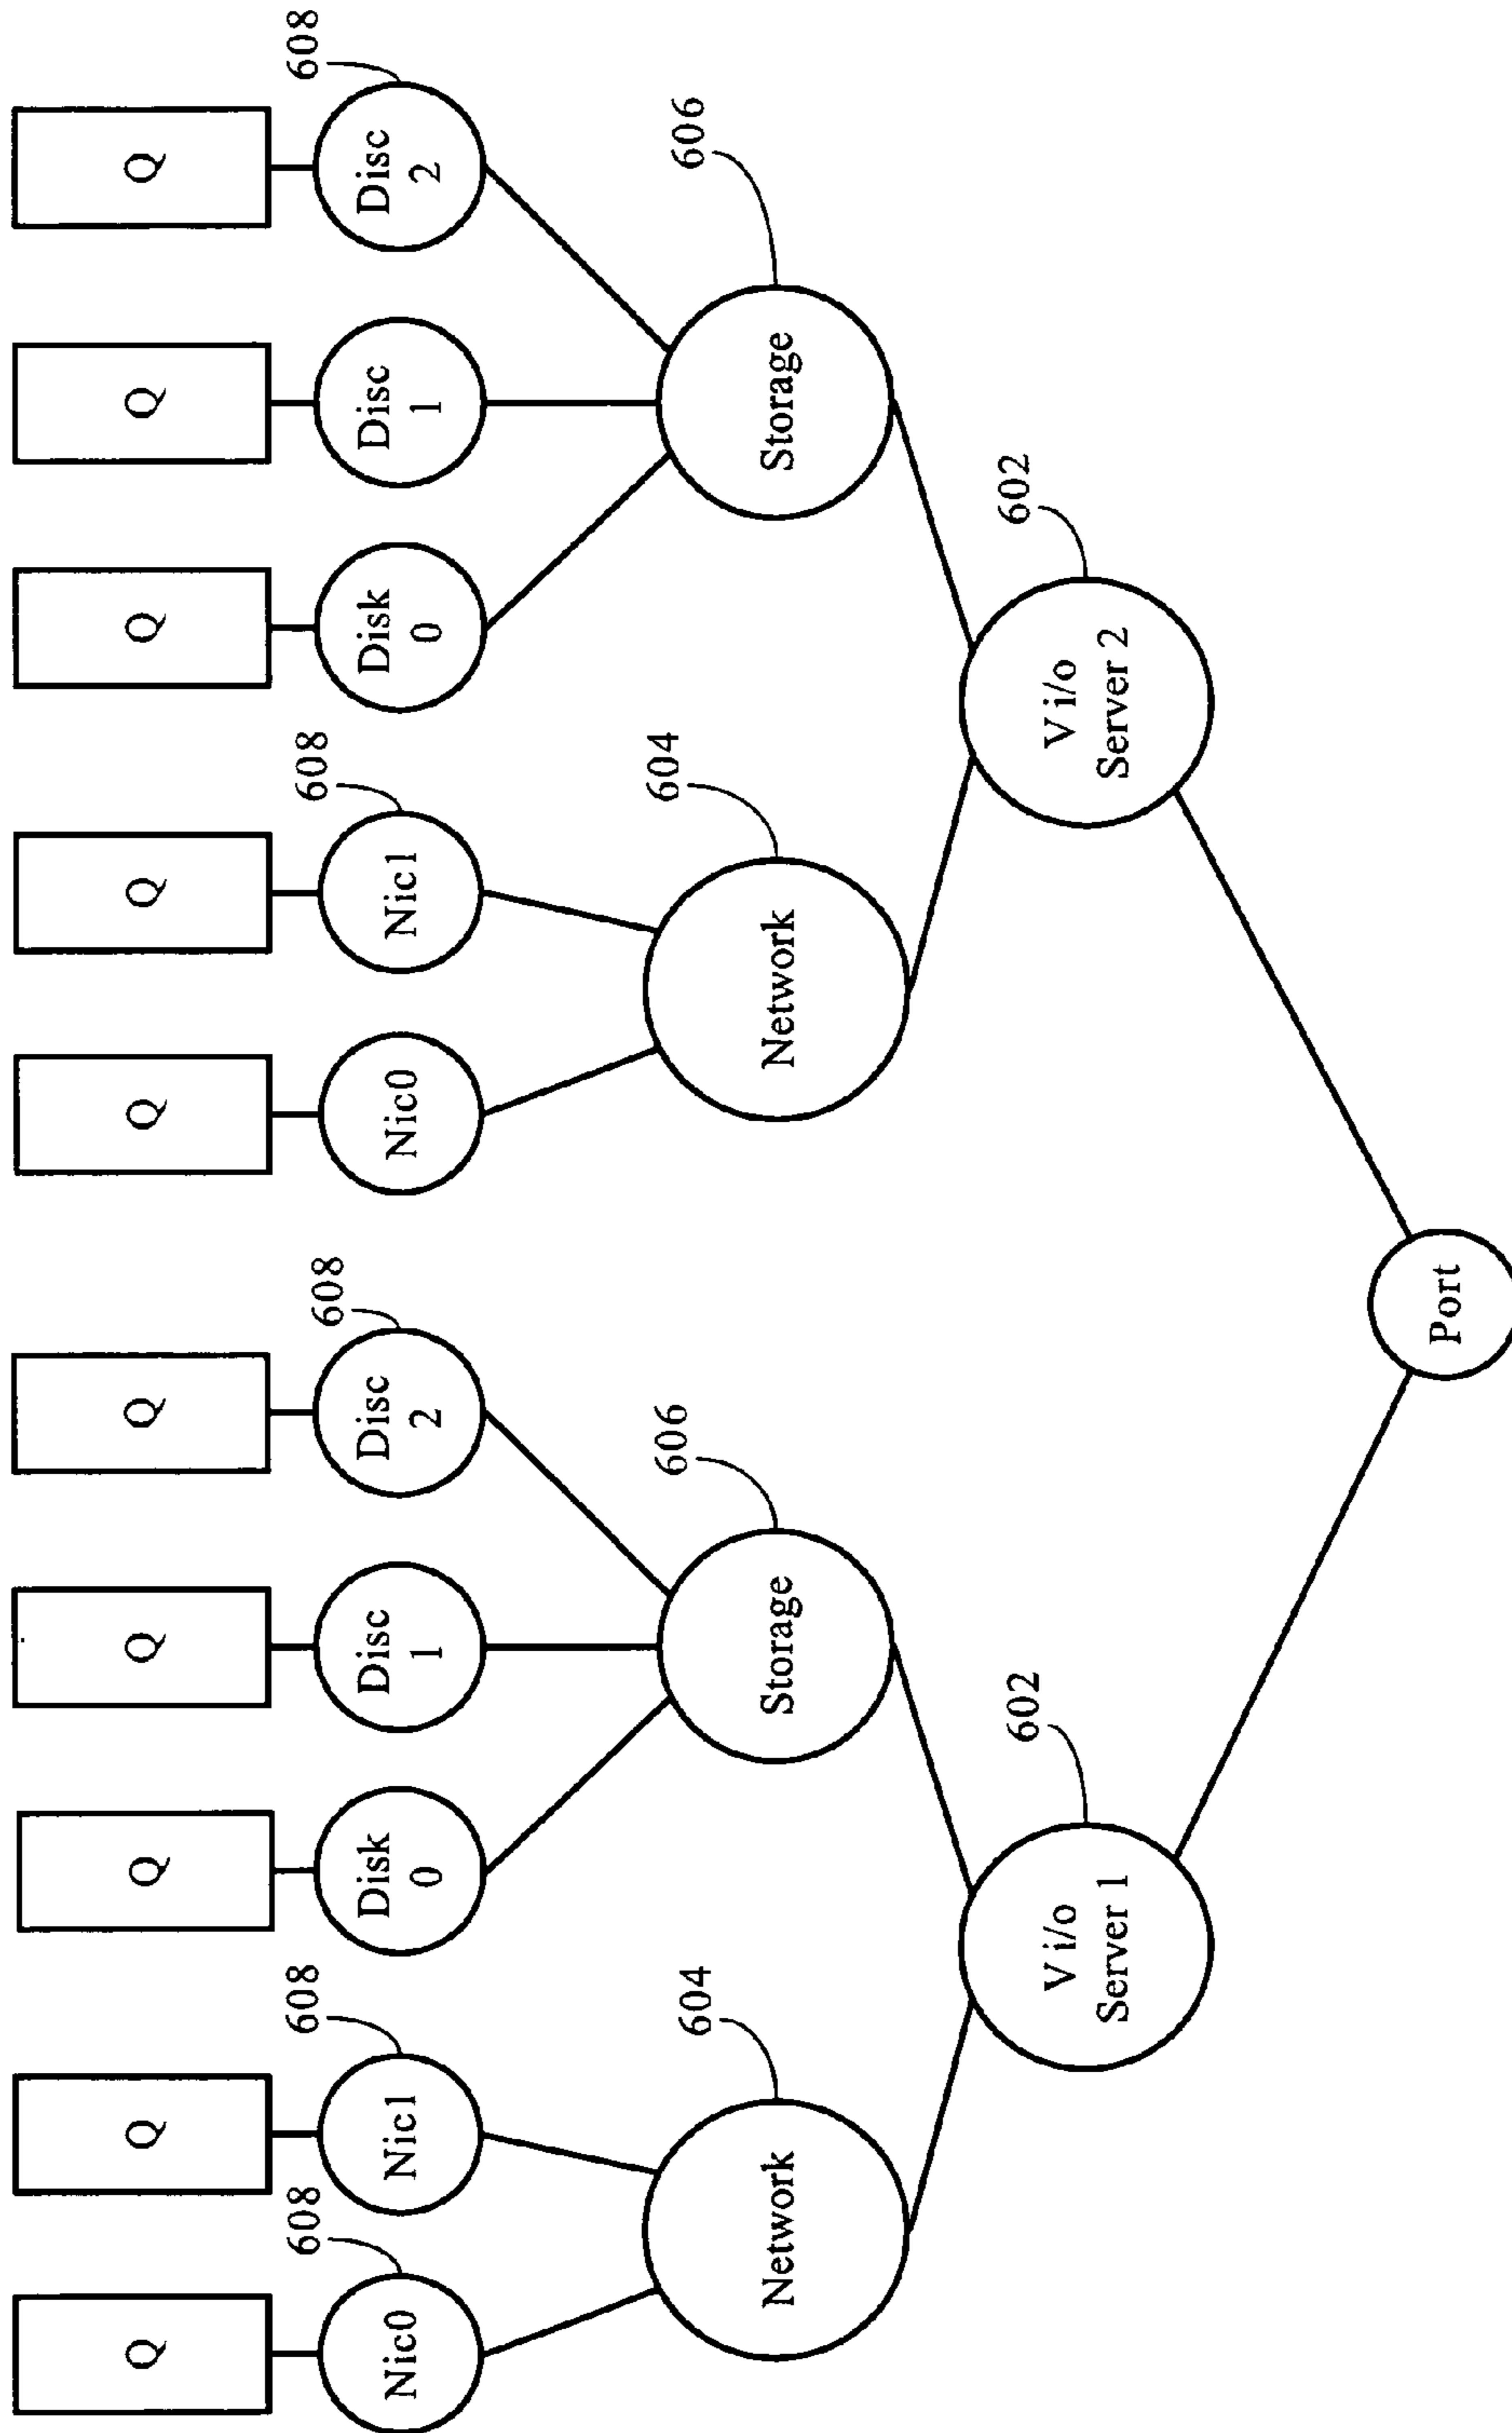 Q
Q
Q
Q
Q
Q
Q
Q
Q
Q
608
608
608
608
608
Nic0
Nic1
Disk
0
Disc
1
Disc
2
Nic0
Nic1
Disk
0
Disc
1
Disc
2
604
606
604
606
Network
Storage
Network
Storage
602
602
V i/o
Server 1
V i/o
Server 2
Port